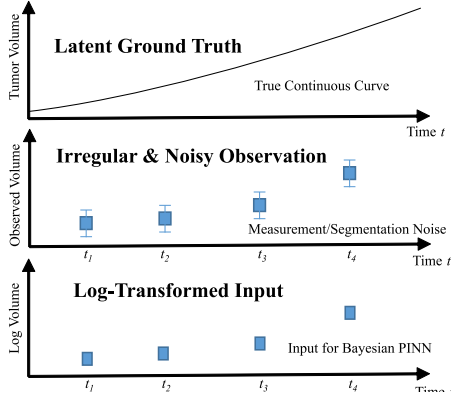 Tumor Volume
Latent Ground Truth
True Continuous Curve
Time t
Observed Volume
Irregular & Noisy Observation
Measurement/Segmentation Noise
t1 t2 t3 t4
Time t
Log Volume
Log-Transformed Input
Input for Bayesian PINN
t1 t2 t3 t4
Time t